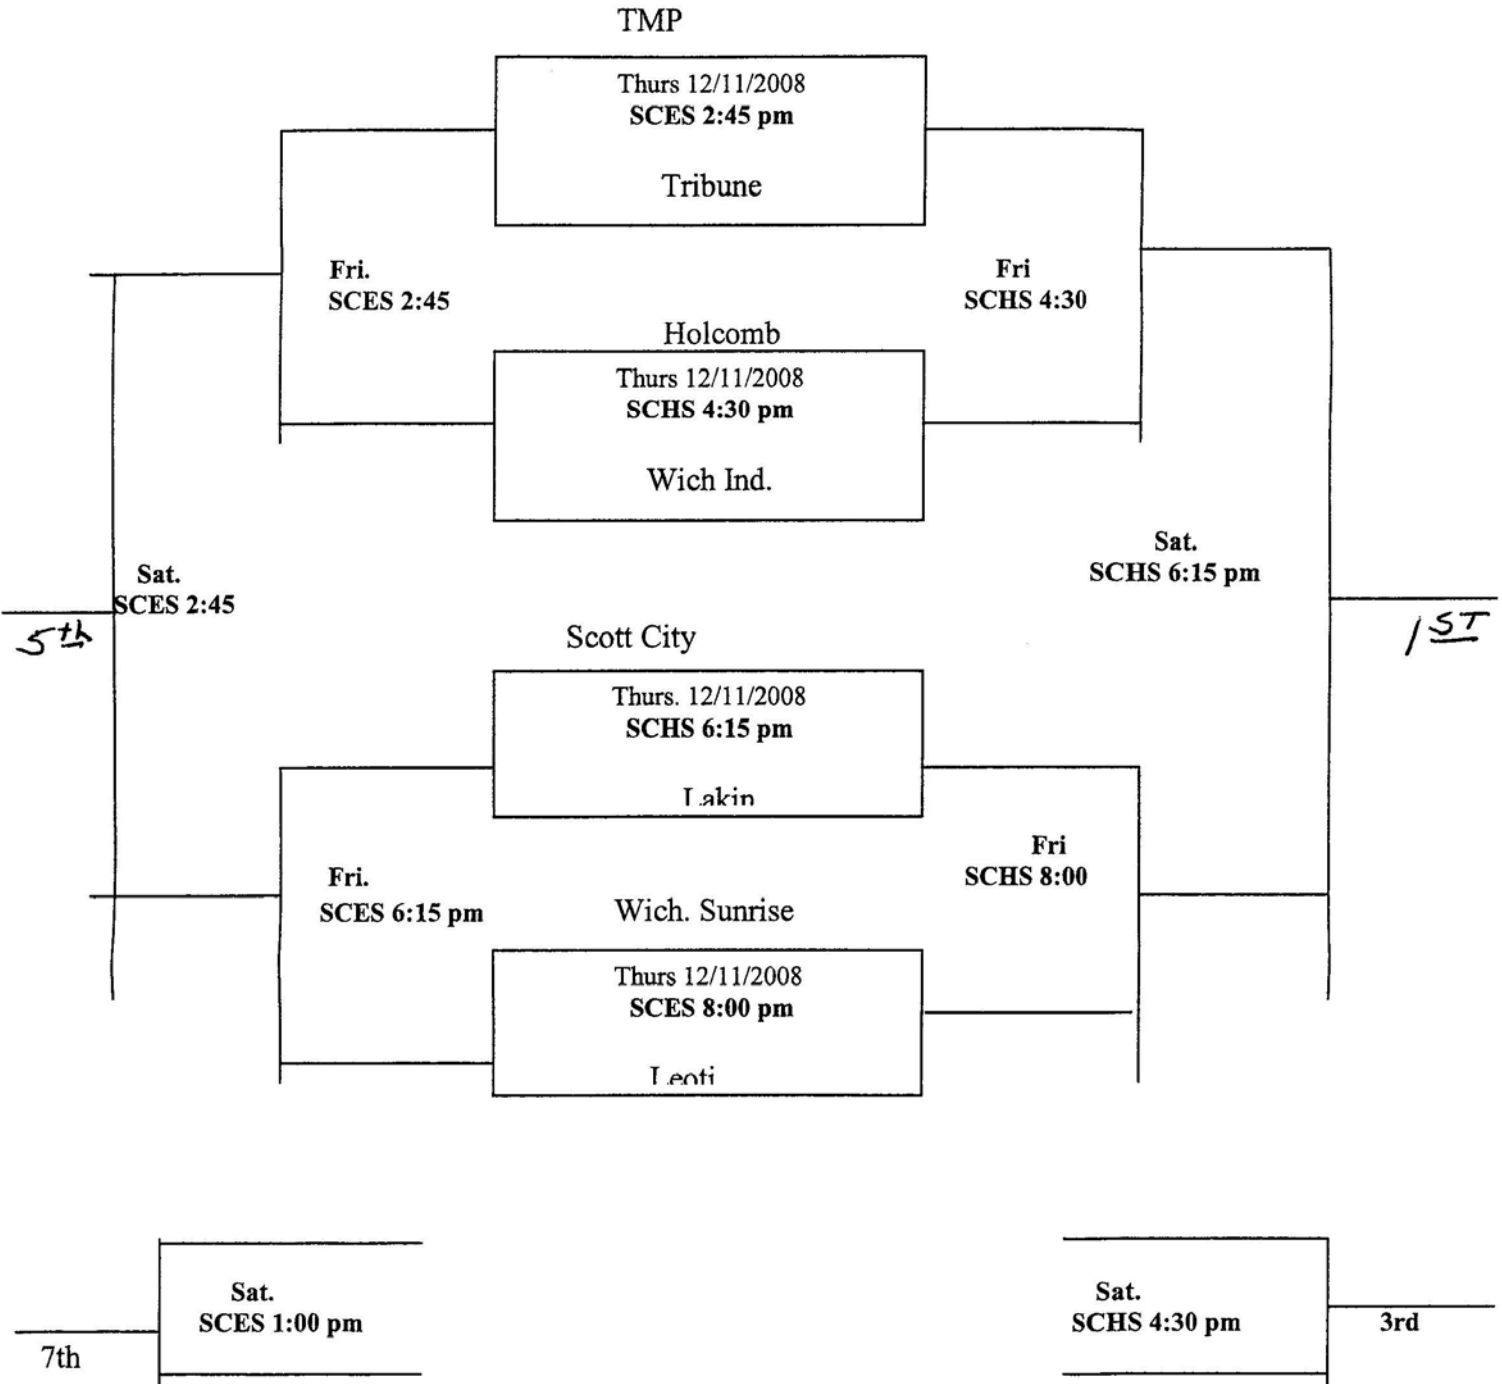 TMP
Thurs 12/11/2008
SCES 2:45 pm
Tribune
Fri.
SCES 2:45
Fri
SCHS 4:30
Holcomb
Thurs 12/11/2008
SCHS 4:30 pm
Wich Ind.
Sat.
SCES 2:45
Sat.
SCHS 6:15 pm
5th
1ST
Scott City
Thurs. 12/11/2008
SCHS 6:15 pm
Lakin
Fri.
SCES 6:15 pm
Fri
SCHS 8:00
Wich. Sunrise
Thurs 12/11/2008
SCES 8:00 pm
Leoti
Sat.
SCES 1:00 pm
7th
Sat.
SCHS 4:30 pm
3rd